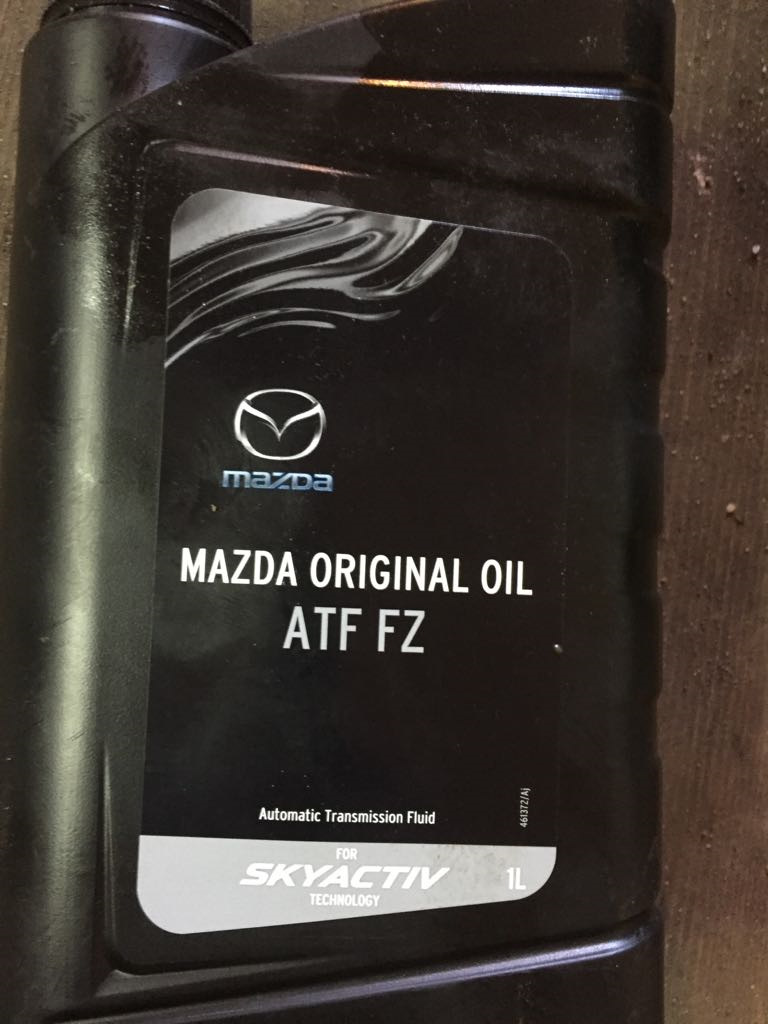 mazda
MAZDA ORIGINAL OIL
ATF FZ
Automatic Transmission Fluid
461372/Aj
FOR
SKYACTIV
TECHNOLOGY
1L